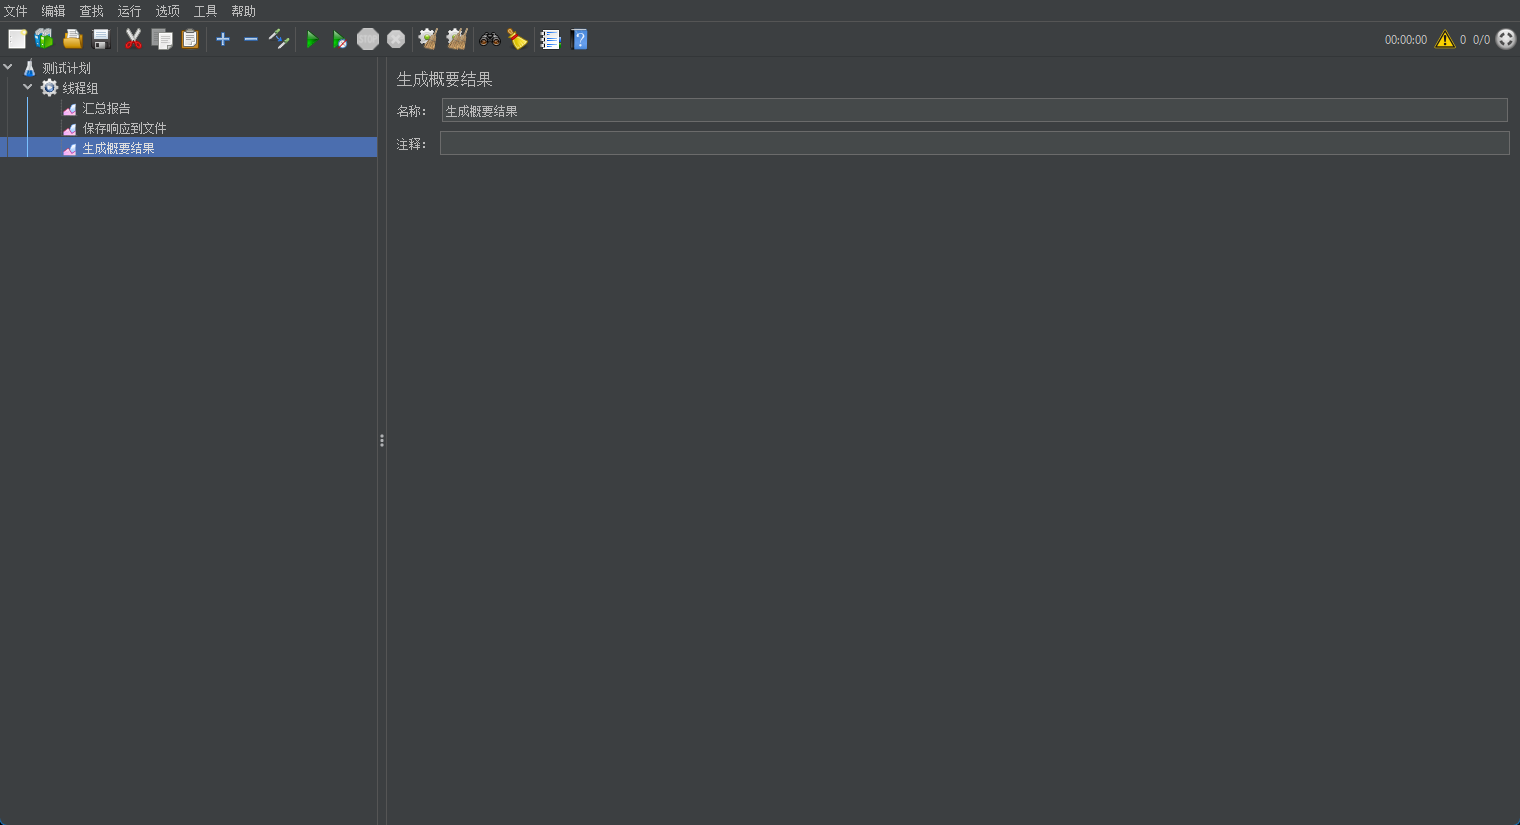 文件 编辑 查找 运行 选项 工具 帮助
STOP
?
00:00:00 0 0/0
测试计划
线程组
汇总报告
保存响应到文件
生成概要结果
生成概要结果
名称： 生成概要结果
注释：